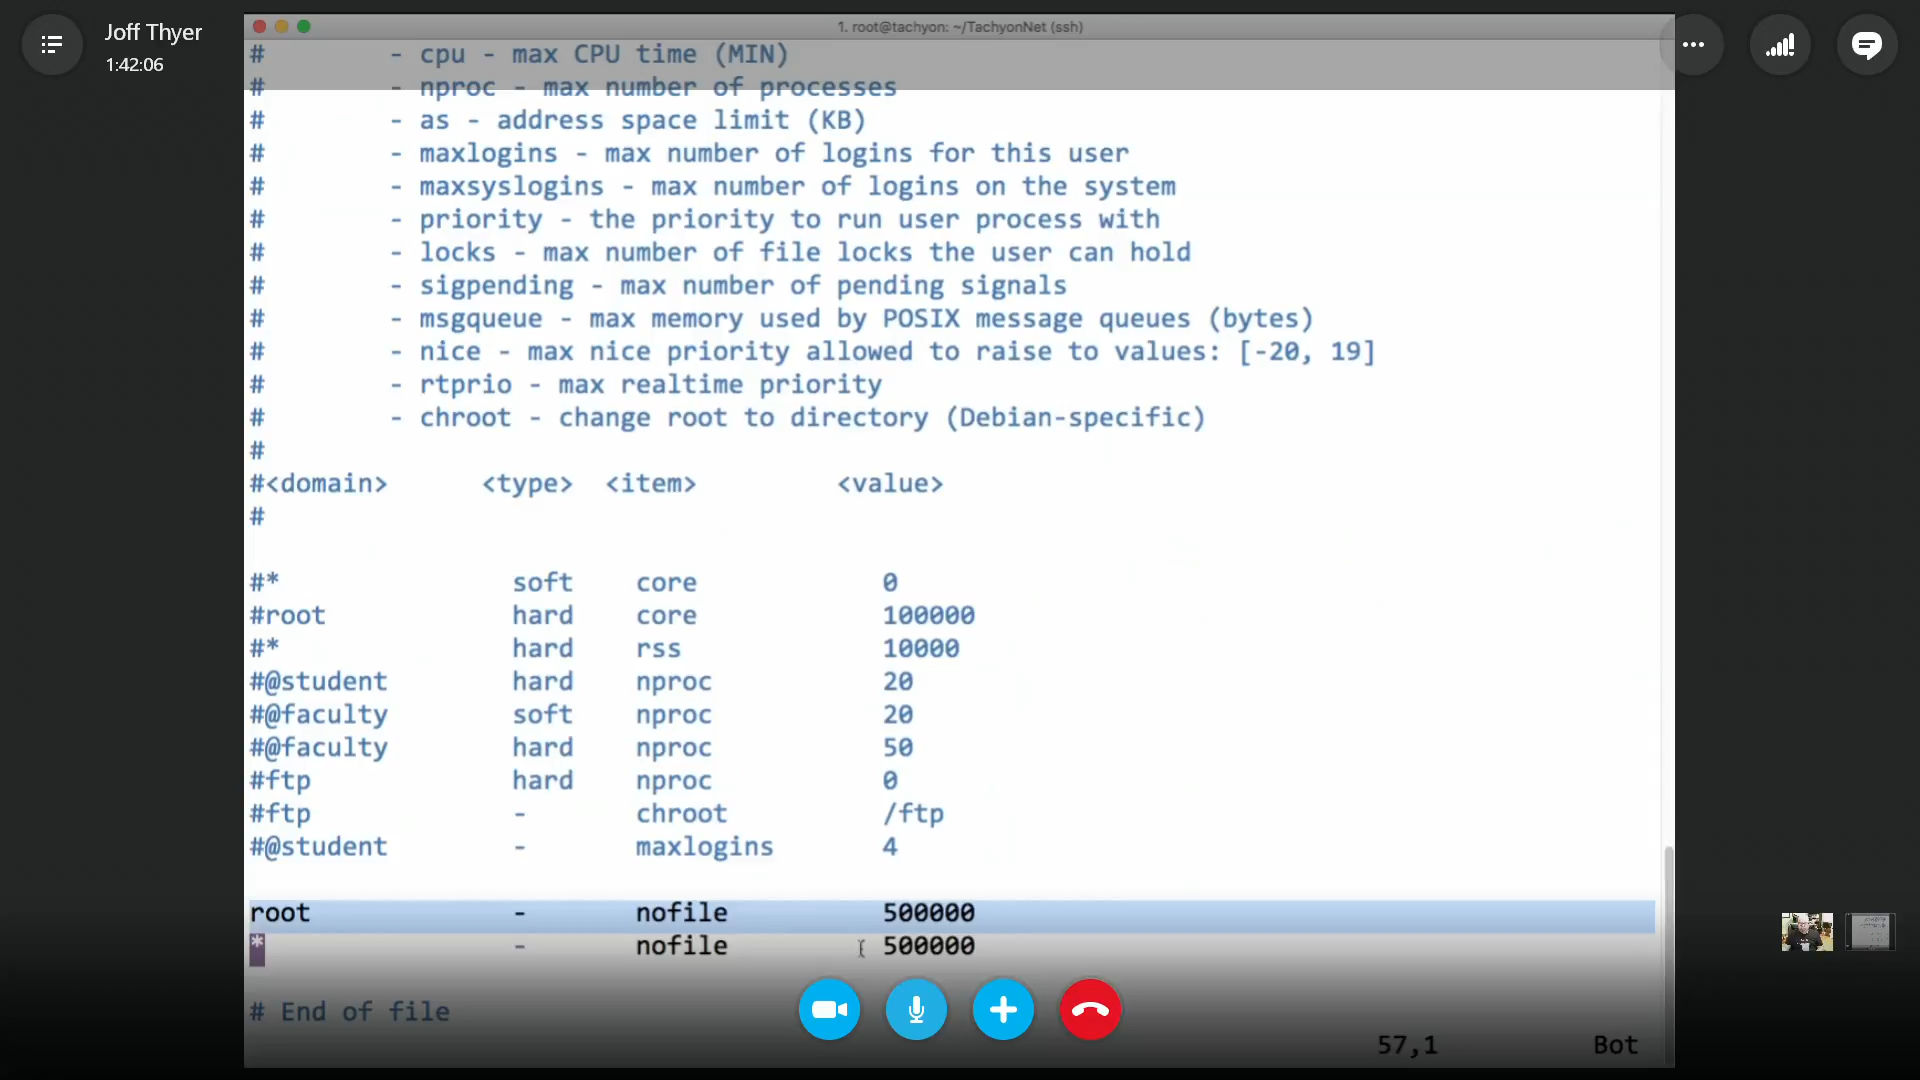 Joff Thyer
1:42:06
1. root@tachyon: ~/TachyonNet (ssh)
# - cpu - max CPU time (MIN)
# - nproc - max number of processes
# - as - address space limit (KB)
# - maxlogins - max number of logins for this user
# - maxsyslogins - max number of logins on the system
# - priority - the priority to run user process with
# - locks - max number of file locks the user can hold
# - sigpending - max number of pending signals
# - msgqueue - max memory used by POSIX message queues (bytes)
# - nice - max nice priority allowed to raise to values: [-20, 19]
# - rtprio - max realtime priority
# - chroot - change root to directory (Debian-specific)
#
#<domain> <type> <item> <value>
#
#* soft core 0
#root hard core 100000
#* hard rss 10000
#@student hard nproc 20
#@faculty soft nproc 20
#@faculty hard nproc 50
#ftp hard nproc 0
#ftp - chroot /ftp
#@student - maxlogins 4
root - nofile 500000
* - nofile 500000
# End of file
57,1 Bot